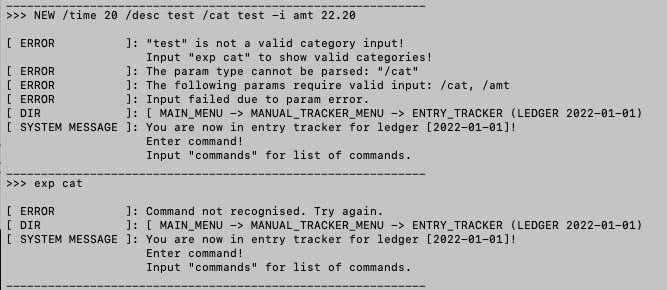 >>> NEW /time 20 /desc test /cat test -i amt 22.20
[ ERROR          ]: "test" is not a valid category input!
                    Input "exp cat" to show valid categories!
[ ERROR          ]: The param type cannot be parsed: "/cat"
[ ERROR          ]: The following params require valid input: /cat, /amt
[ ERROR          ]: Input failed due to param error.
[ DIR            ]: [ MAIN_MENU -> MANUAL_TRACKER_MENU -> ENTRY_TRACKER (LEDGER 2022-01-01)
[ SYSTEM MESSAGE ]: You are now in entry tracker for ledger [2022-01-01]!
                    Enter command!
                    Input "commands" for list of commands.
>>> exp cat
[ ERROR          ]: Command not recognised. Try again.
[ DIR            ]: [ MAIN_MENU -> MANUAL_TRACKER_MENU -> ENTRY_TRACKER (LEDGER 2022-01-01)
[ SYSTEM MESSAGE ]: You are now in entry tracker for ledger [2022-01-01]!
                    Enter command!
                    Input "commands" for list of commands.